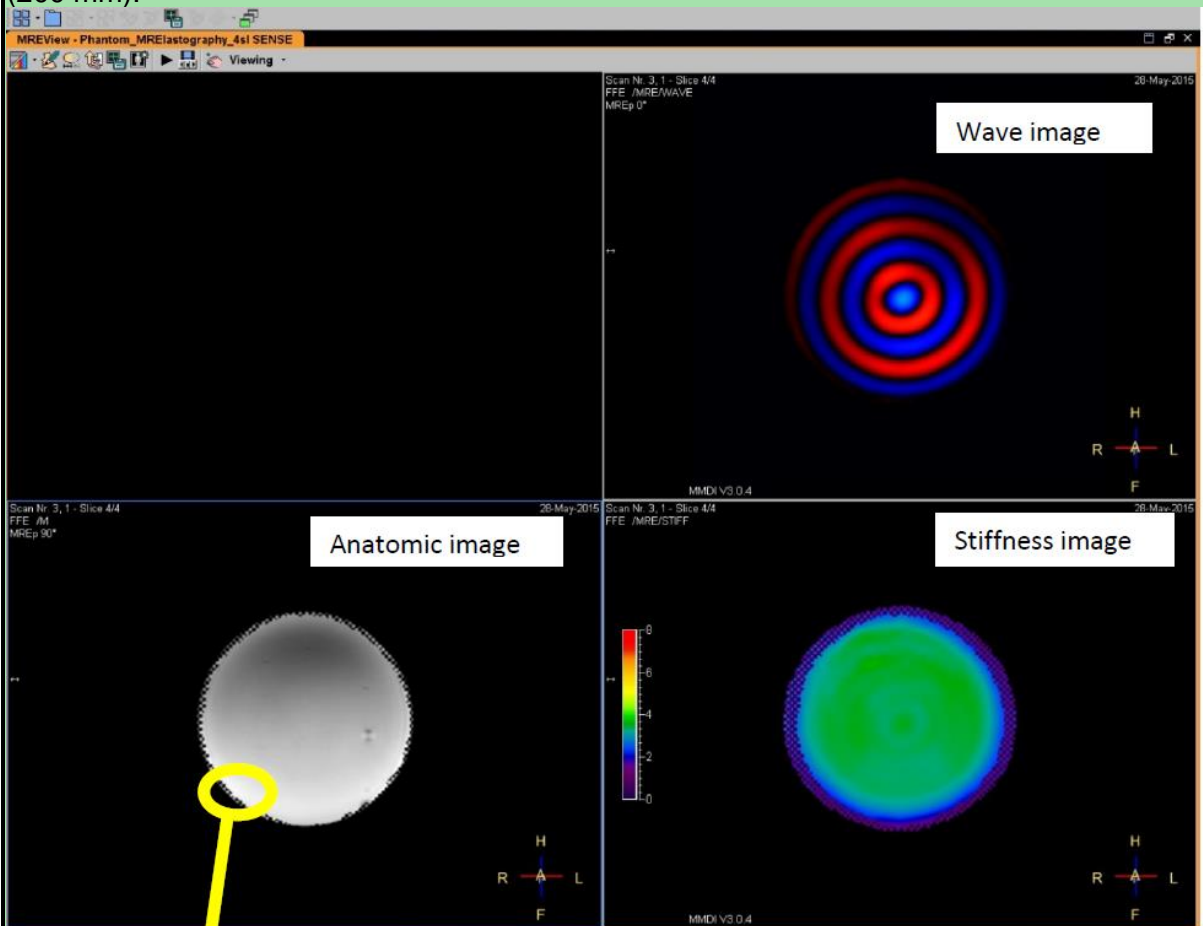 (200 mm).
MREView - Phantom_MRElastography_4sl SENSE
Viewing
Scan Nr. 3, 1 - Slice 4/4
28-May-2015
FFE /MRE/WAVE
MREp 0°
Wave image
H
R A L
F
MMDI V3.0.4
Scan Nr. 3, 1 - Slice 4/4
28-May-2015
FFE /M
MREp 90°
Anatomic image
H
R A L
F
Scan Nr. 3, 1 - Slice 4/4
28-May-2015
FFE /MRE/STIFF
Stiffness image
8
6
4
2
0
H
R A L
F
MMDI V3.0.4